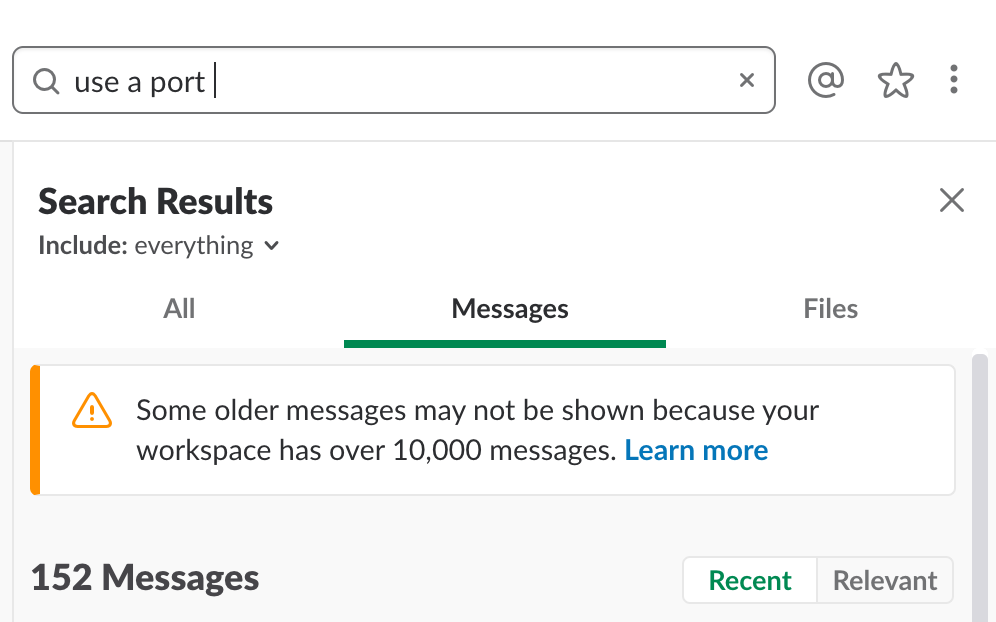 use a port
Search Results
Include: everything
All
Messages
Files
Some older messages may not be shown because your
workspace has over 10,000 messages. Learn more
152 Messages
Recent
Relevant